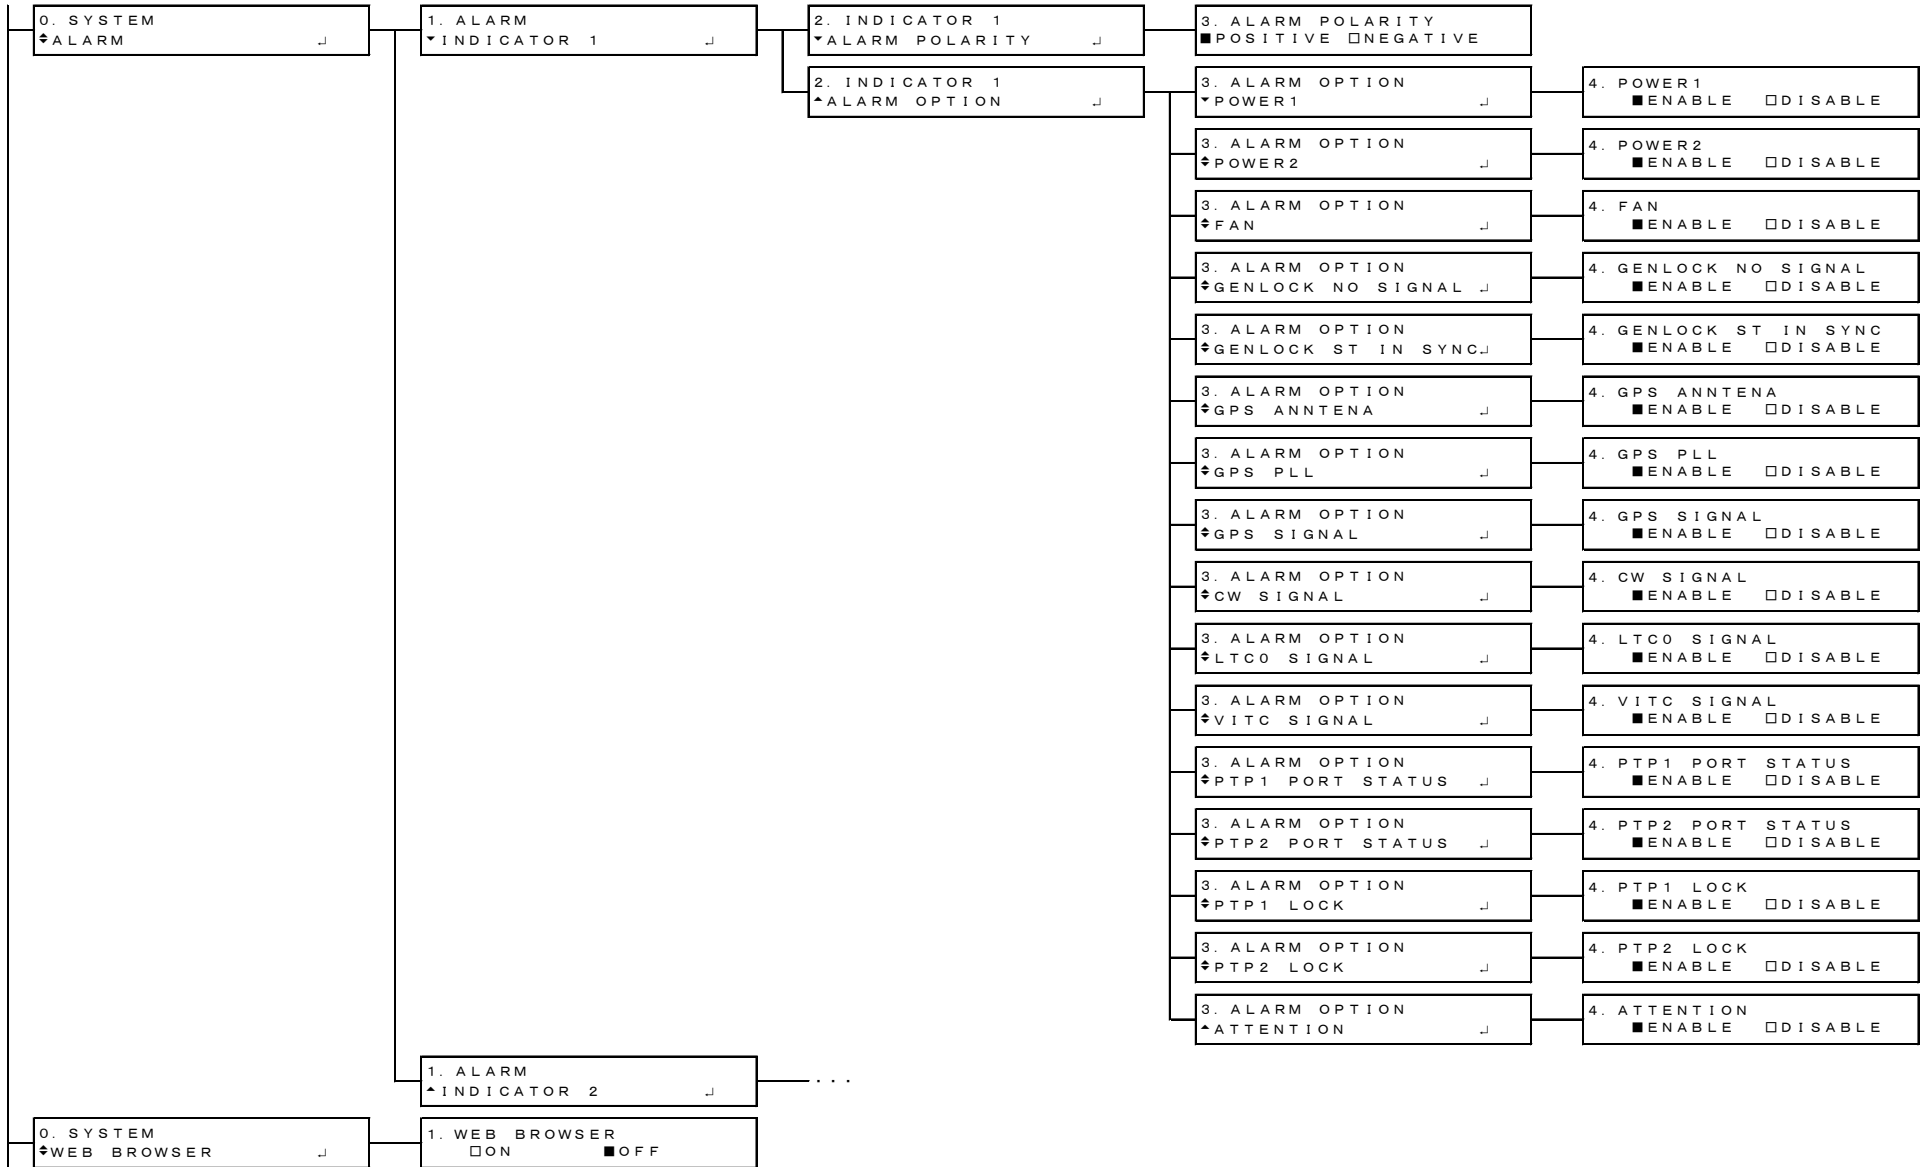 0. SYSTEM
ALARM ↵
1. ALARM
INDICATOR 1 ↵
2. INDICATOR 1
ALARM POLARITY ↵
3. ALARM POLARITY
■POSITIVE □NEGATIVE
2. INDICATOR 1
ALARM OPTION ↵
3. ALARM OPTION
POWER1 ↵
4. POWER1
■ENABLE □DISABLE
3. ALARM OPTION
POWER2 ↵
4. POWER2
■ENABLE □DISABLE
3. ALARM OPTION
FAN ↵
4. FAN
■ENABLE □DISABLE
3. ALARM OPTION
GENLOCK NO SIGNAL ↵
4. GENLOCK NO SIGNAL
■ENABLE □DISABLE
3. ALARM OPTION
GENLOCK ST IN SYNC↵
4. GENLOCK ST IN SYNC
■ENABLE □DISABLE
3. ALARM OPTION
GPS ANNTENA ↵
4. GPS ANNTENA
■ENABLE □DISABLE
3. ALARM OPTION
GPS PLL ↵
4. GPS PLL
■ENABLE □DISABLE
3. ALARM OPTION
GPS SIGNAL ↵
4. GPS SIGNAL
■ENABLE □DISABLE
3. ALARM OPTION
CW SIGNAL ↵
4. CW SIGNAL
■ENABLE □DISABLE
3. ALARM OPTION
LTC0 SIGNAL ↵
4. LTC0 SIGNAL
■ENABLE □DISABLE
3. ALARM OPTION
VITC SIGNAL ↵
4. VITC SIGNAL
■ENABLE □DISABLE
3. ALARM OPTION
PTP1 PORT STATUS ↵
4. PTP1 PORT STATUS
■ENABLE □DISABLE
3. ALARM OPTION
PTP2 PORT STATUS ↵
4. PTP2 PORT STATUS
■ENABLE □DISABLE
3. ALARM OPTION
PTP1 LOCK ↵
4. PTP1 LOCK
■ENABLE □DISABLE
3. ALARM OPTION
PTP2 LOCK ↵
4. PTP2 LOCK
■ENABLE □DISABLE
3. ALARM OPTION
ATTENTION ↵
4. ATTENTION
■ENABLE □DISABLE
1. ALARM
INDICATOR 2 ↵
...
0. SYSTEM
WEB BROWSER ↵
1. WEB BROWSER
□ON ■OFF